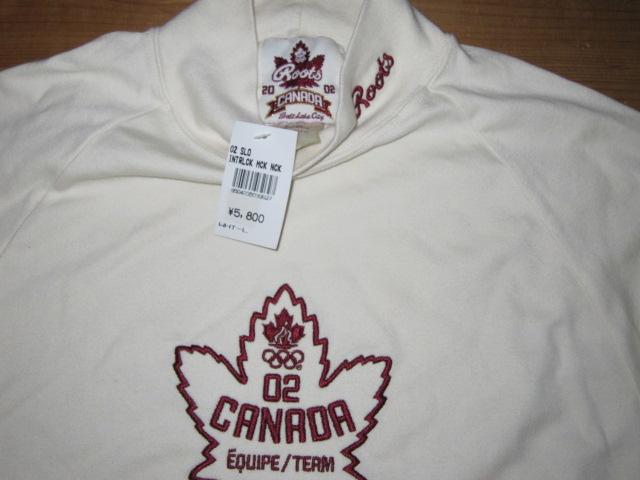 Roots
20 02
CANADA
Salt Lake City
Roots
02 SLO
INTRLCK MCK NCK
¥5,800
02
CANADA
ÉQUIPE/TEAM